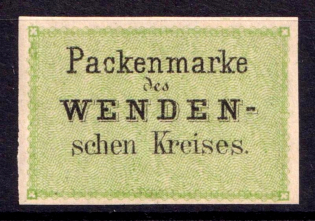 Packenmarke
des
WENDEN-
schen Kreises.